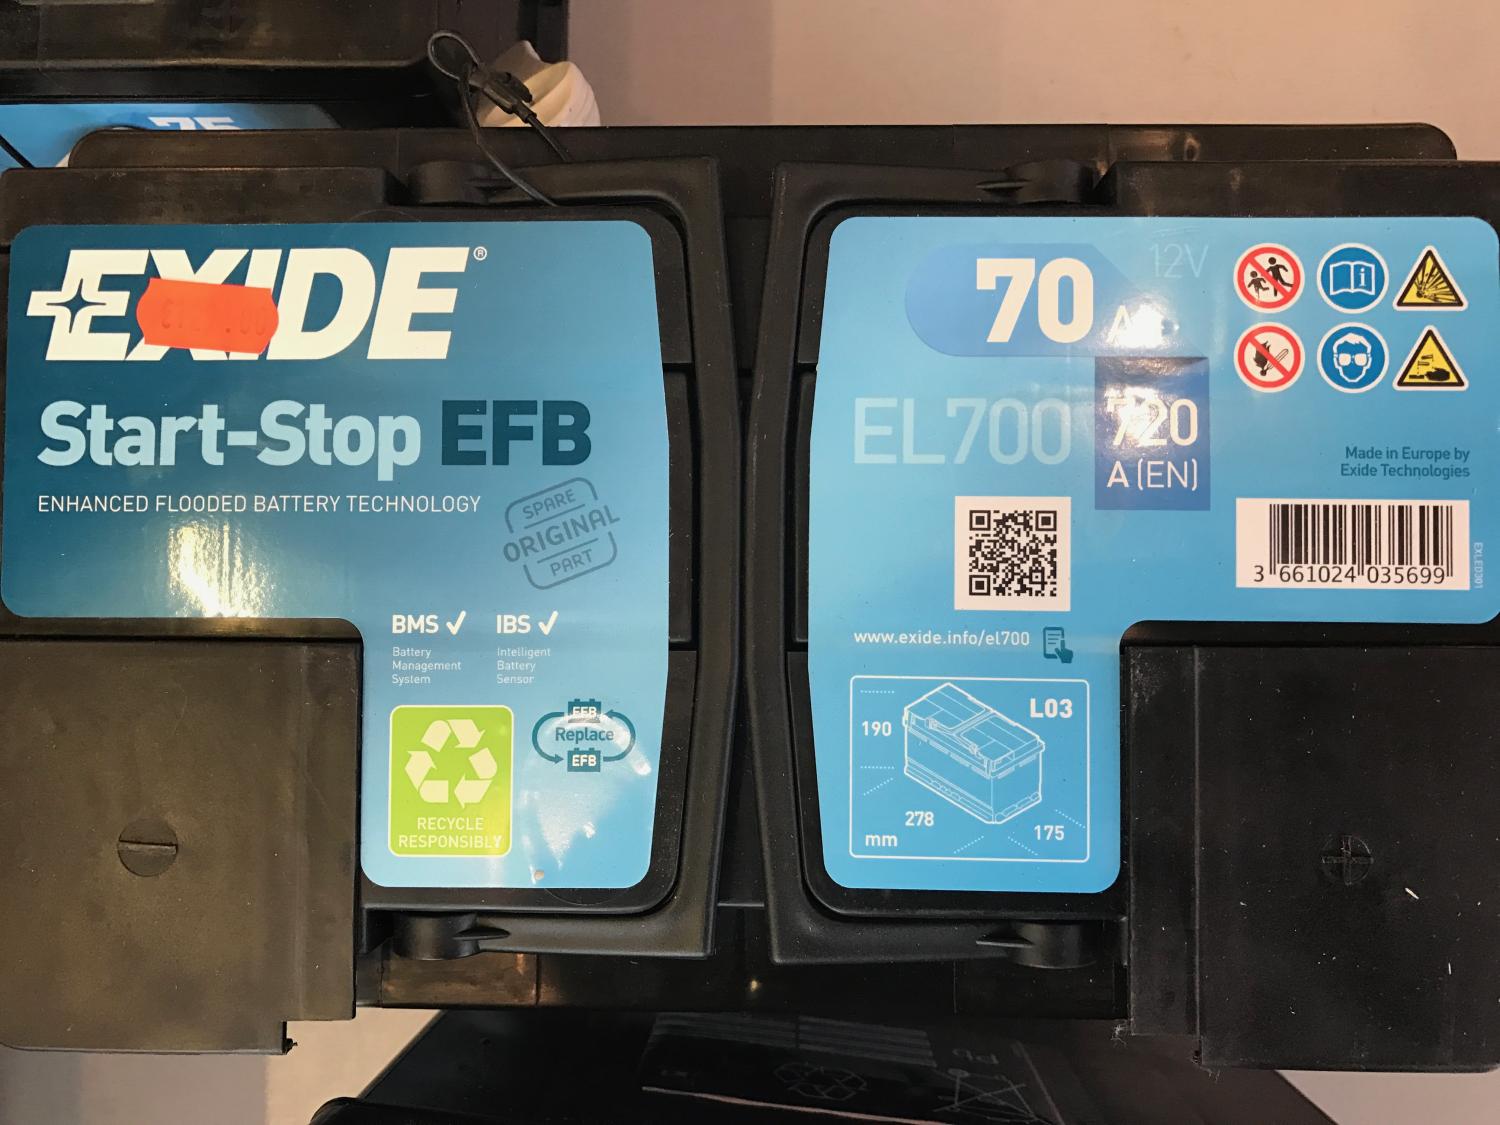 75
EXIDE®
Start-Stop EFB
ENHANCED FLOODED BATTERY TECHNOLOGY
SPARE
ORIGINAL
PART
BMS IBS
Battery
Management
System
Intelligent
Battery
Sensor
RECYCLE
RESPONSIBLY
EFB
Replace
EFB
12V
70 Ah
EL700
720
A (EN)
Made in Europe by
Exide Technologies
3 661024 035699
EXLED301
www.exide.info/el700
L03
190
278
175
mm
Pb